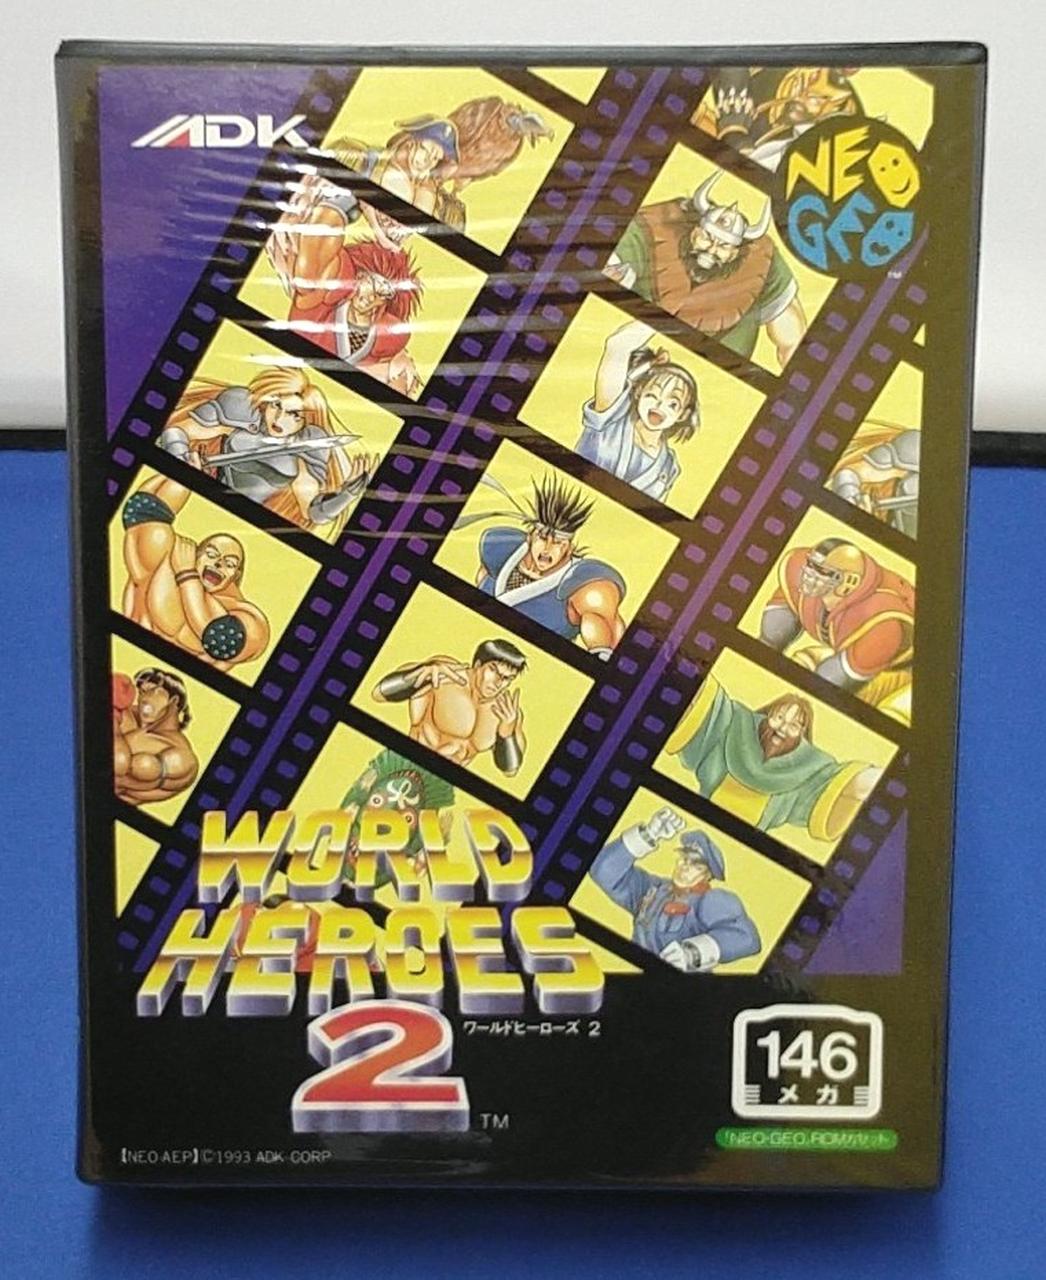 ADK
NEO
GEO
TM
WORLD
HEROES
2
ワールドヒーローズ 2
TM
146
メガ
【NEO-AEP】©1993 ADK CORP
NEO-GEO ROMカセット